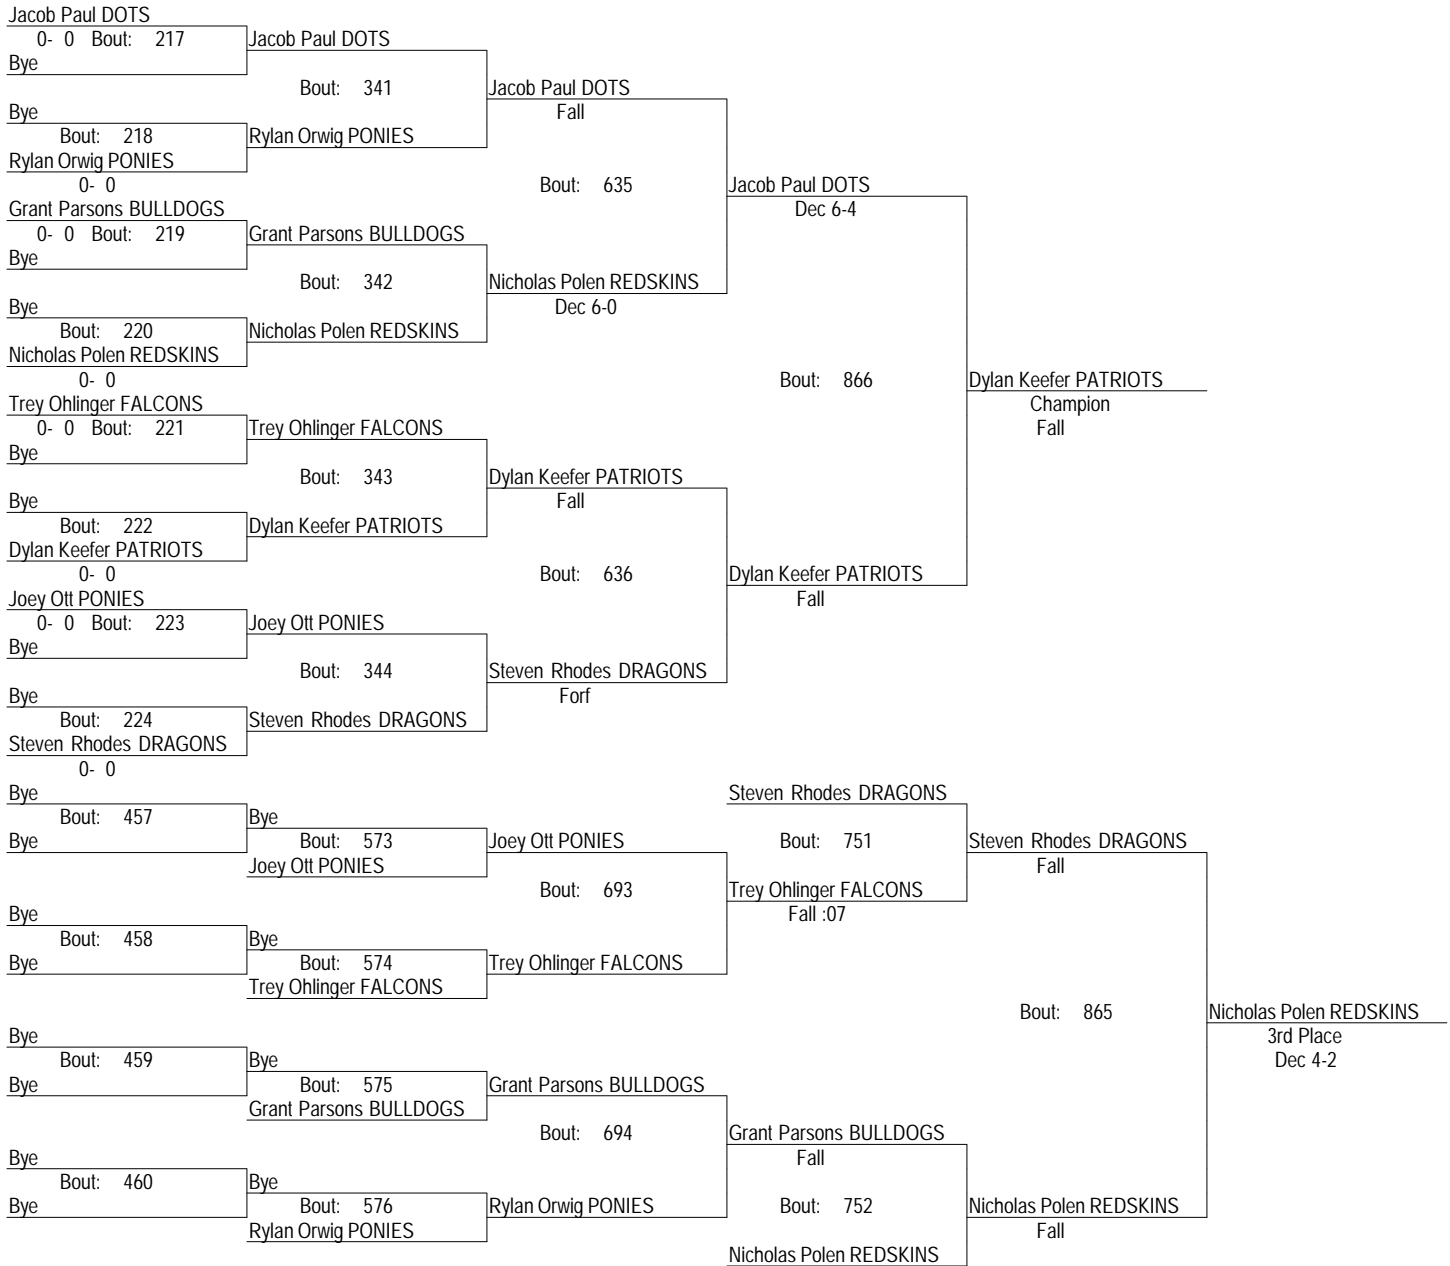 Jacob Paul DOTS
0- 0 Bout: 217
Jacob Paul DOTS
Bye
Bout: 341
Jacob Paul DOTS
Bye
Fall
Bout: 218
Rylan Orwig PONIES
Rylan Orwig PONIES
0- 0
Bout: 635
Jacob Paul DOTS
Grant Parsons BULLDOGS
Dec 6-4
0- 0 Bout: 219
Grant Parsons BULLDOGS
Bye
Bout: 342
Nicholas Polen REDSKINS
Bye
Dec 6-0
Bout: 220
Nicholas Polen REDSKINS
Nicholas Polen REDSKINS
0- 0
Bout: 866
Dylan Keefer PATRIOTS
Trey Ohlinger FALCONS
Champion
0- 0 Bout: 221
Trey Ohlinger FALCONS
Fall
Bye
Bout: 343
Dylan Keefer PATRIOTS
Bye
Fall
Bout: 222
Dylan Keefer PATRIOTS
Dylan Keefer PATRIOTS
0- 0
Bout: 636
Dylan Keefer PATRIOTS
Joey Ott PONIES
Fall
0- 0 Bout: 223
Joey Ott PONIES
Bye
Bout: 344
Steven Rhodes DRAGONS
Bye
Forf
Bout: 224
Steven Rhodes DRAGONS
Steven Rhodes DRAGONS
0- 0
Bye
Steven Rhodes DRAGONS
Bout: 457
Bye
Bye
Bout: 573
Joey Ott PONIES
Bout: 751
Steven Rhodes DRAGONS
Joey Ott PONIES
Fall
Bout: 693
Trey Ohlinger FALCONS
Bye
Fall :07
Bout: 458
Bye
Bye
Bout: 574
Trey Ohlinger FALCONS
Trey Ohlinger FALCONS
Bout: 865
Nicholas Polen REDSKINS
Bye
3rd Place
Bout: 459
Bye
Dec 4-2
Bye
Bout: 575
Grant Parsons BULLDOGS
Grant Parsons BULLDOGS
Bout: 694
Grant Parsons BULLDOGS
Bye
Fall
Bout: 460
Bye
Bye
Bout: 576
Rylan Orwig PONIES
Bout: 752
Nicholas Polen REDSKINS
Rylan Orwig PONIES
Fall
Nicholas Polen REDSKINS